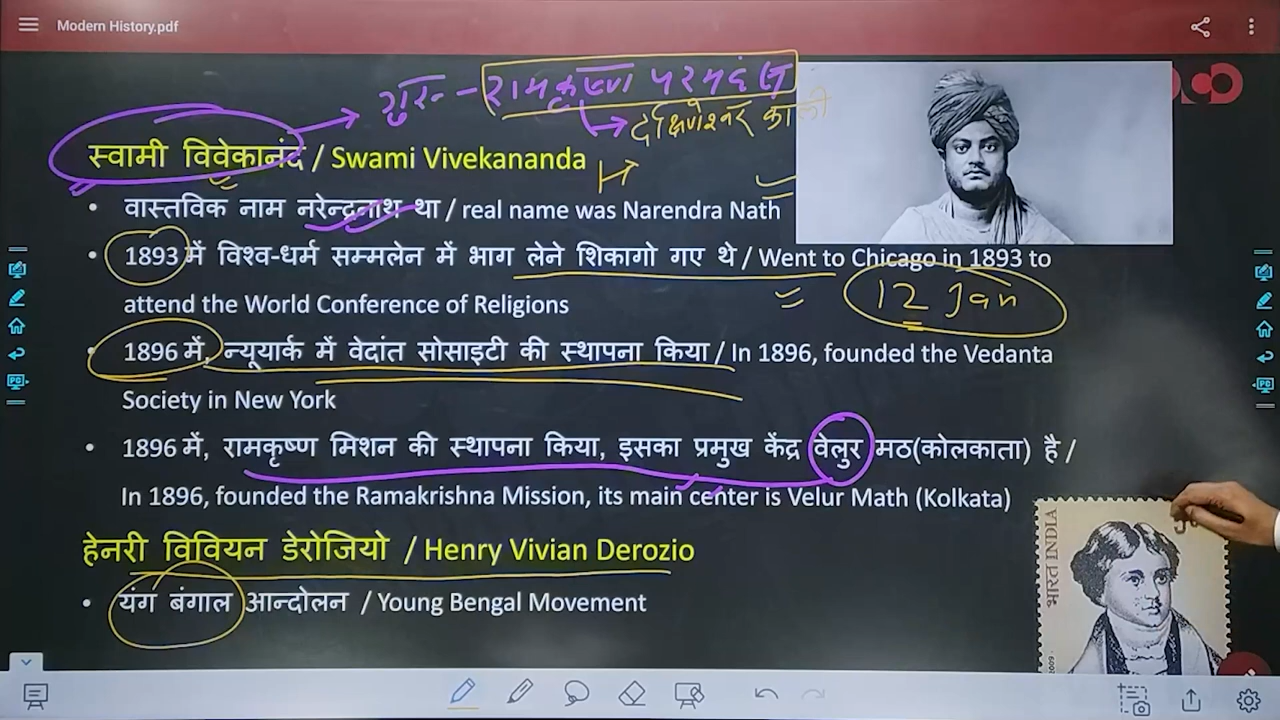 Modern History.pdf
गुरु - रामकृष्ण परमहंस
दक्षिणेश्वर काली
स्वामी विवेकानंद / Swami Vivekananda
• वास्तविक नाम नरेन्द्रनाथ था / real name was Narendra Nath
• 1893 में विश्व-धर्म सम्मलेन में भाग लेने शिकागो गए थे / Went to Chicago in 1893 to
attend the World Conference of Religions
12 Jan
• 1896 में, न्यूयार्क में वेदांत सोसाइटी की स्थापना किया / In 1896, founded the Vedanta
Society in New York
• 1896 में, रामकृष्ण मिशन की स्थापना किया, इसका प्रमुख केंद्र वेलुर मठ(कोलकाता) है /
In 1896, founded the Ramakrishna Mission, its main center is Velur Math (Kolkata)
हेनरी विवियन डेरोजियो / Henry Vivian Derozio
• यंग बंगाल आन्दोलन / Young Bengal Movement
भारत INDIA
2009